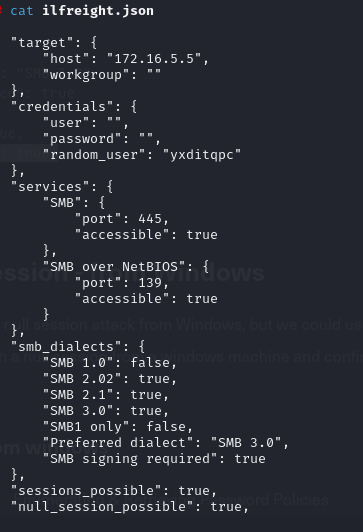 cat ilfreight.json
"target": {
"host": "172.16.5.5",
"workgroup": ""
},
"credentials": {
"user": "",
"password": "",
"random_user": "yxditqpc"
},
"services": {
"SMB": {
"port": 445,
"accessible": true
},
"SMB over NetBIOS": {
"port": 139,
"accessible": true
}
},
"smb_dialects": {
"SMB 1.0": false,
"SMB 2.02": true,
"SMB 2.1": true,
"SMB 3.0": true,
"SMB1 only": false,
"Preferred dialect": "SMB 3.0",
"SMB signing required": true
},
"sessions_possible": true,
"null_session_possible": true,